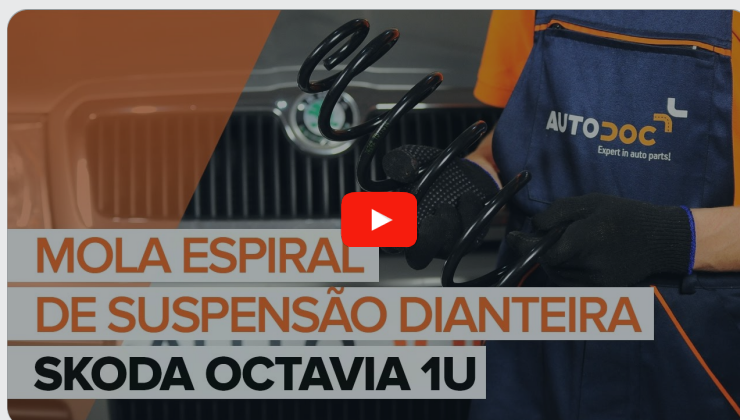 AUTODOC
Expert in auto parts!
MOLA ESPIRAL
DE SUSPENSÃO DIANTEIRA
SKODA OCTAVIA 1U